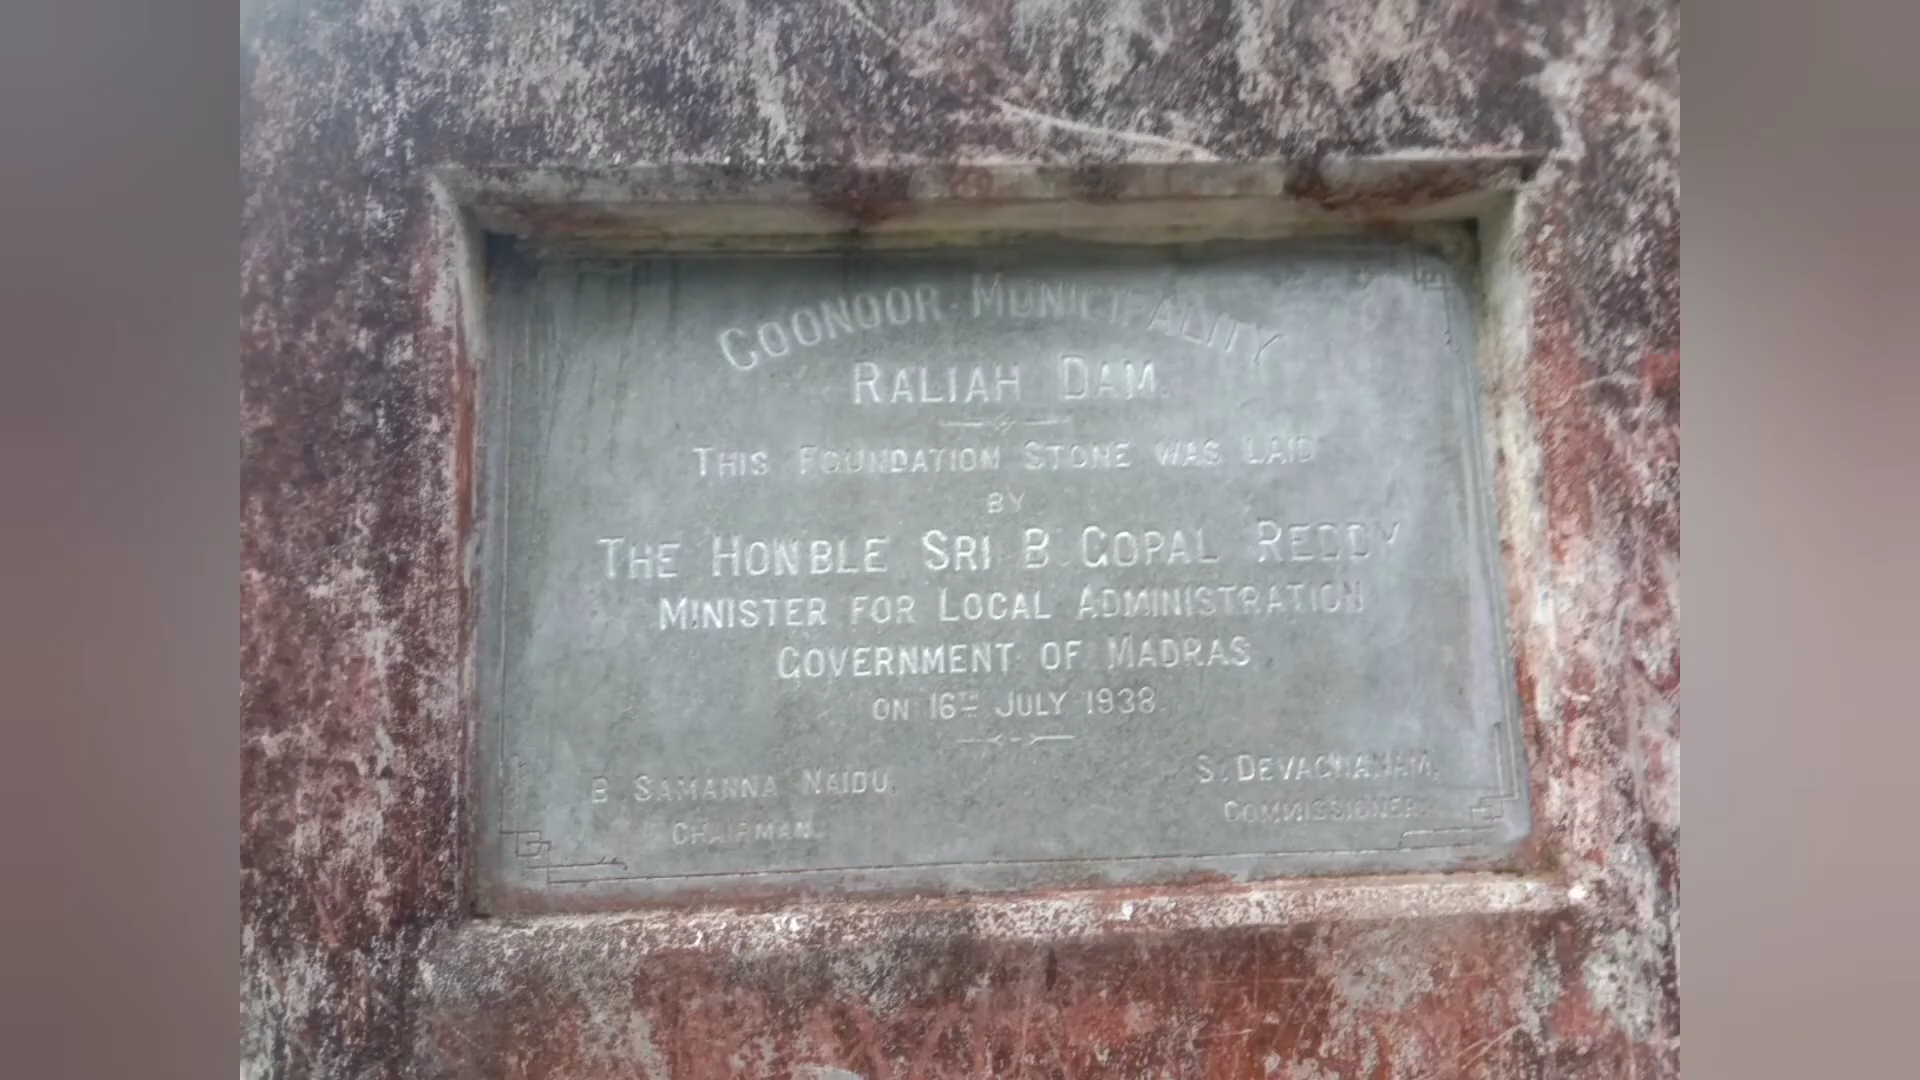 COONOOR-MUNICIPALITY
RALIAH DAM.
THIS FOUNDATION STONE WAS LAID
BY
THE HON'BLE SRI B. GOPAL REDDY
MINISTER FOR LOCAL ADMINISTRATION
GOVERNMENT OF MADRAS
ON 16TH JULY 1938.
B SAMANNA NAIDU.
CHAIRMAN.
S. DEVACHANAM.
COMMISSIONER.